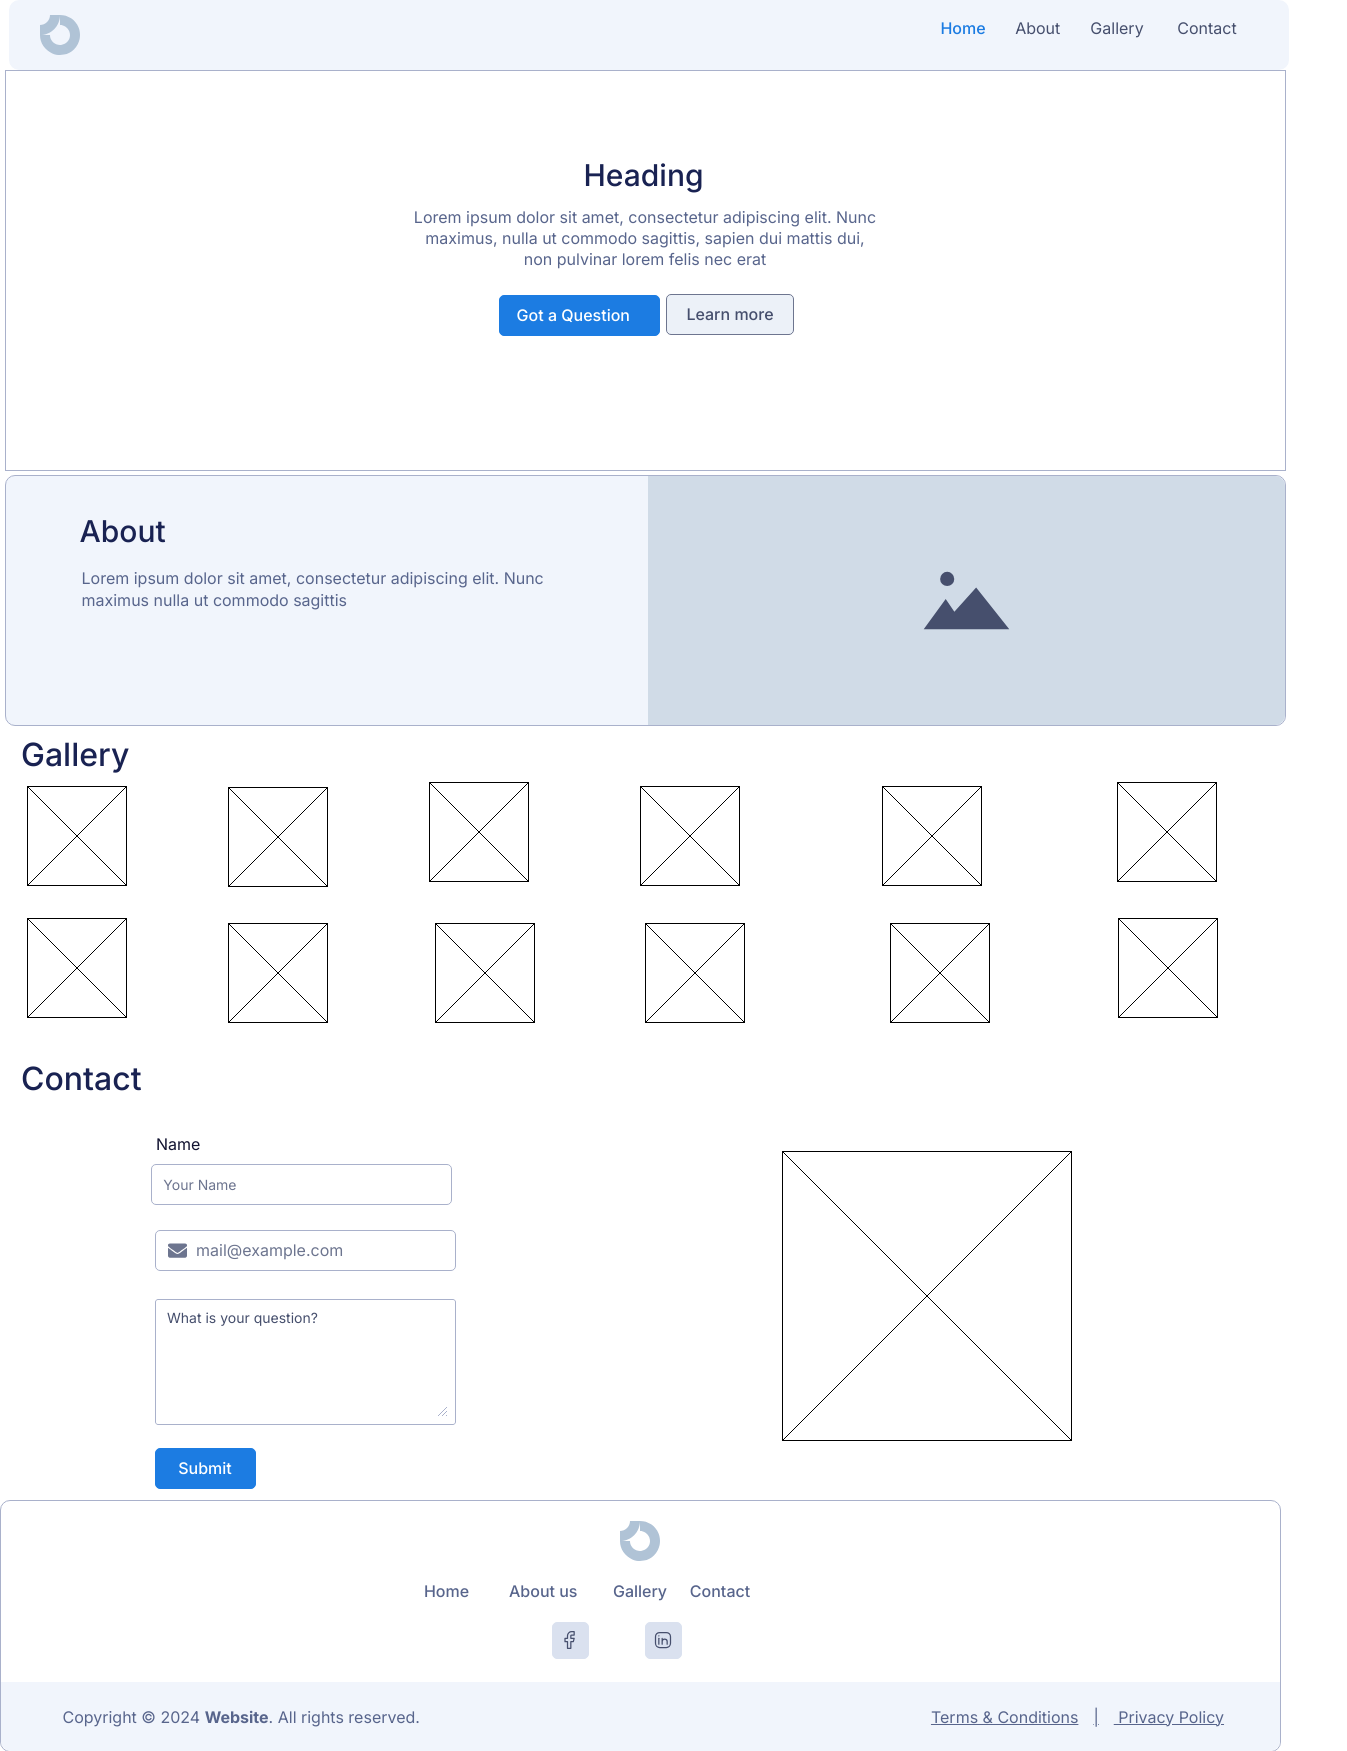 Home About Gallery Contact
Heading
Lorem ipsum dolor sit amet, consectetur adipiscing elit. Nunc
maximus, nulla ut commodo sagittis, sapien dui mattis dui,
non pulvinar lorem felis nec erat
Got a Question Learn more
About
Lorem ipsum dolor sit amet, consectetur adipiscing elit. Nunc
maximus nulla ut commodo sagittis
Gallery
Contact
Name
Your Name
mail@example.com
What is your question?
Submit
Home About us Gallery Contact
Copyright © 2024 Website. All rights reserved. Terms & Conditions | Privacy Policy